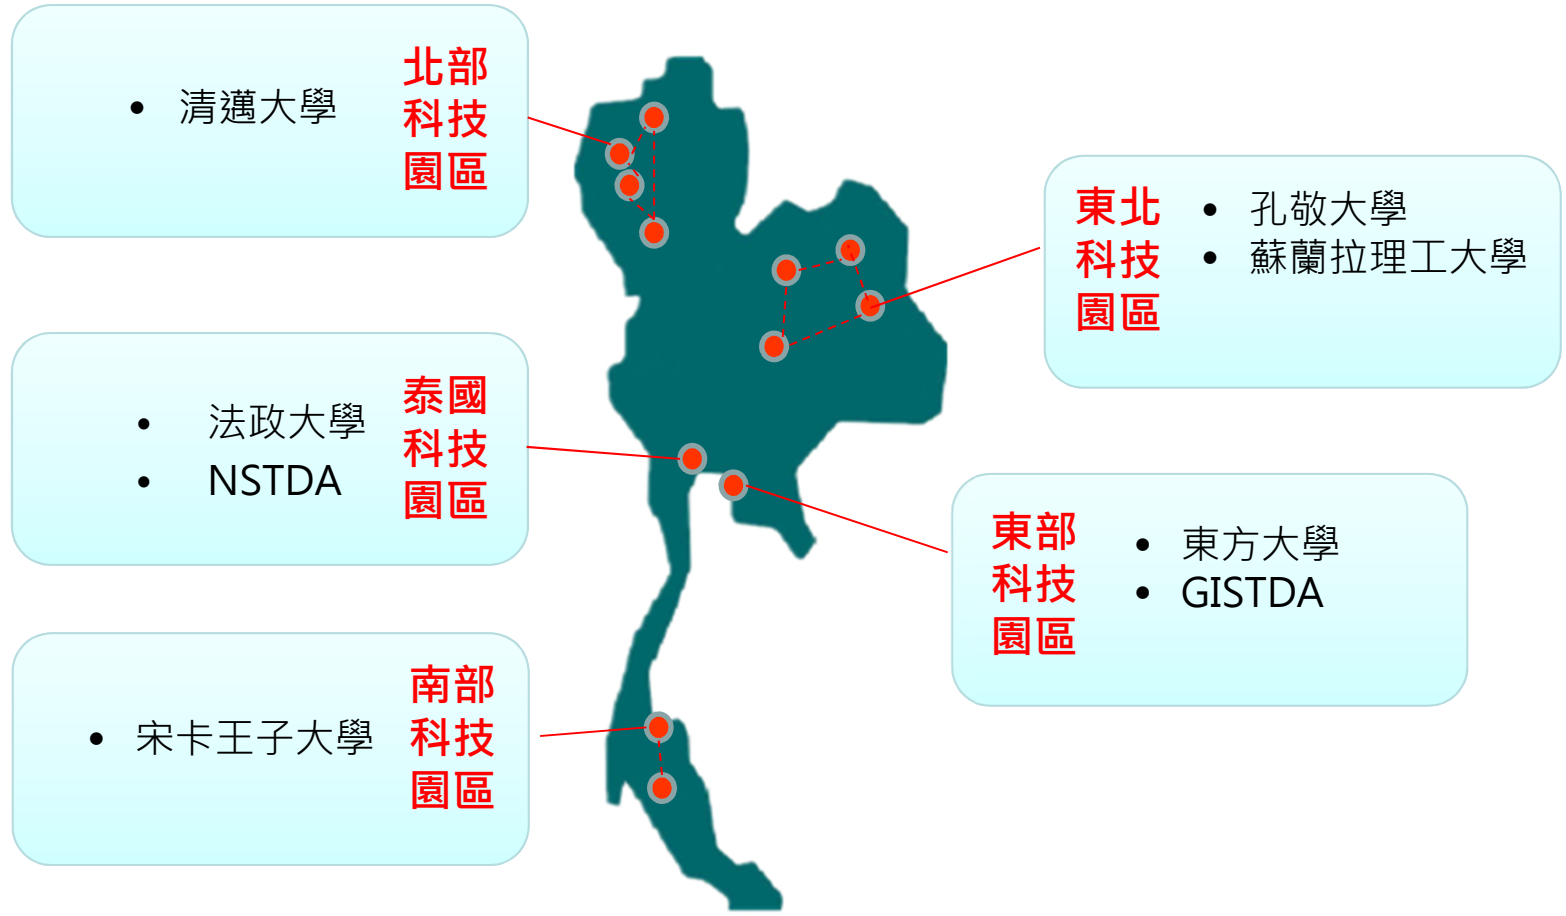 北部
科技
園區
清邁大學
東北
科技
園區
孔敬大學
蘇蘭拉理工大學
泰國
科技
園區
法政大學
NSTDA
東部
科技
園區
東方大學
GISTDA
南部
科技
園區
宋卡王子大學